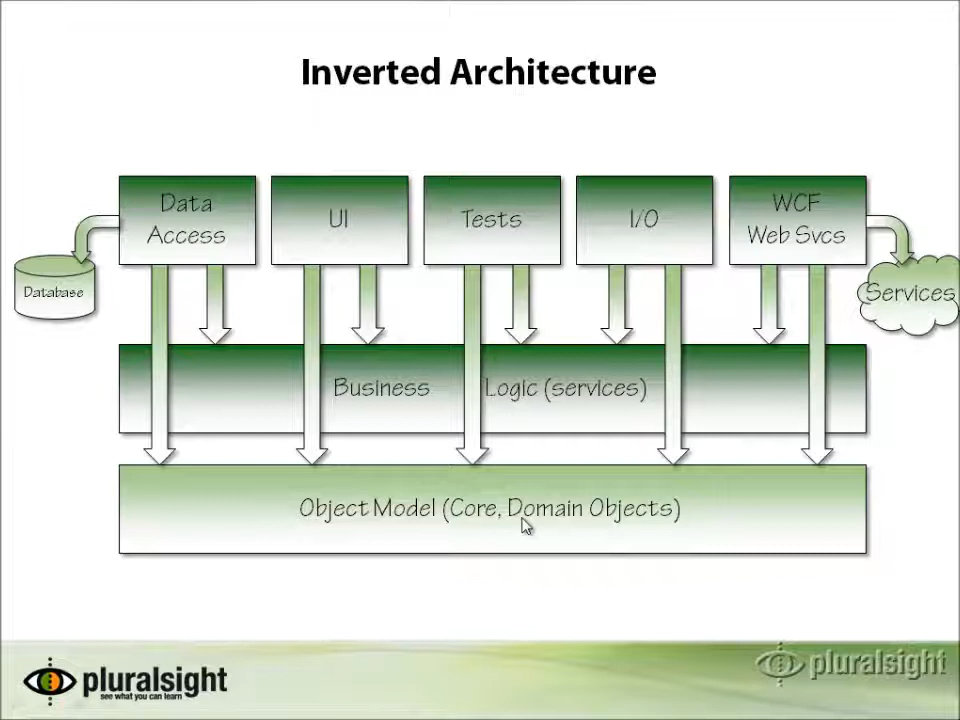 Inverted Architecture
Data
Access
UI
Tests
I/O
WCF
Web Svcs
Database
Services
Business Logic (services)
Object Model (Core, Domain Objects)
pluralsight
see what you can learn
pluralsight